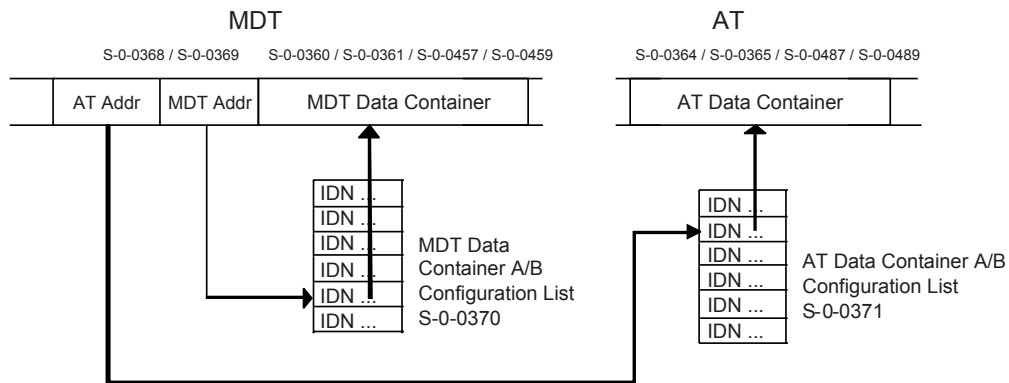 MDT
AT
S-0-0368 / S-0-0369
S-0-0360 / S-0-0361 / S-0-0457 / S-0-0459
S-0-0364 / S-0-0365 / S-0-0487 / S-0-0489
AT Addr
MDT Addr
MDT Data Container
AT Data Container
IDN ...
IDN ...
IDN ...
IDN ...
IDN ...
IDN ...
MDT Data
Container A/B
Configuration List
S-0-0370
IDN ...
IDN ...
IDN ...
IDN ...
IDN ...
IDN ...
AT Data Container A/B
Configuration List
S-0-0371